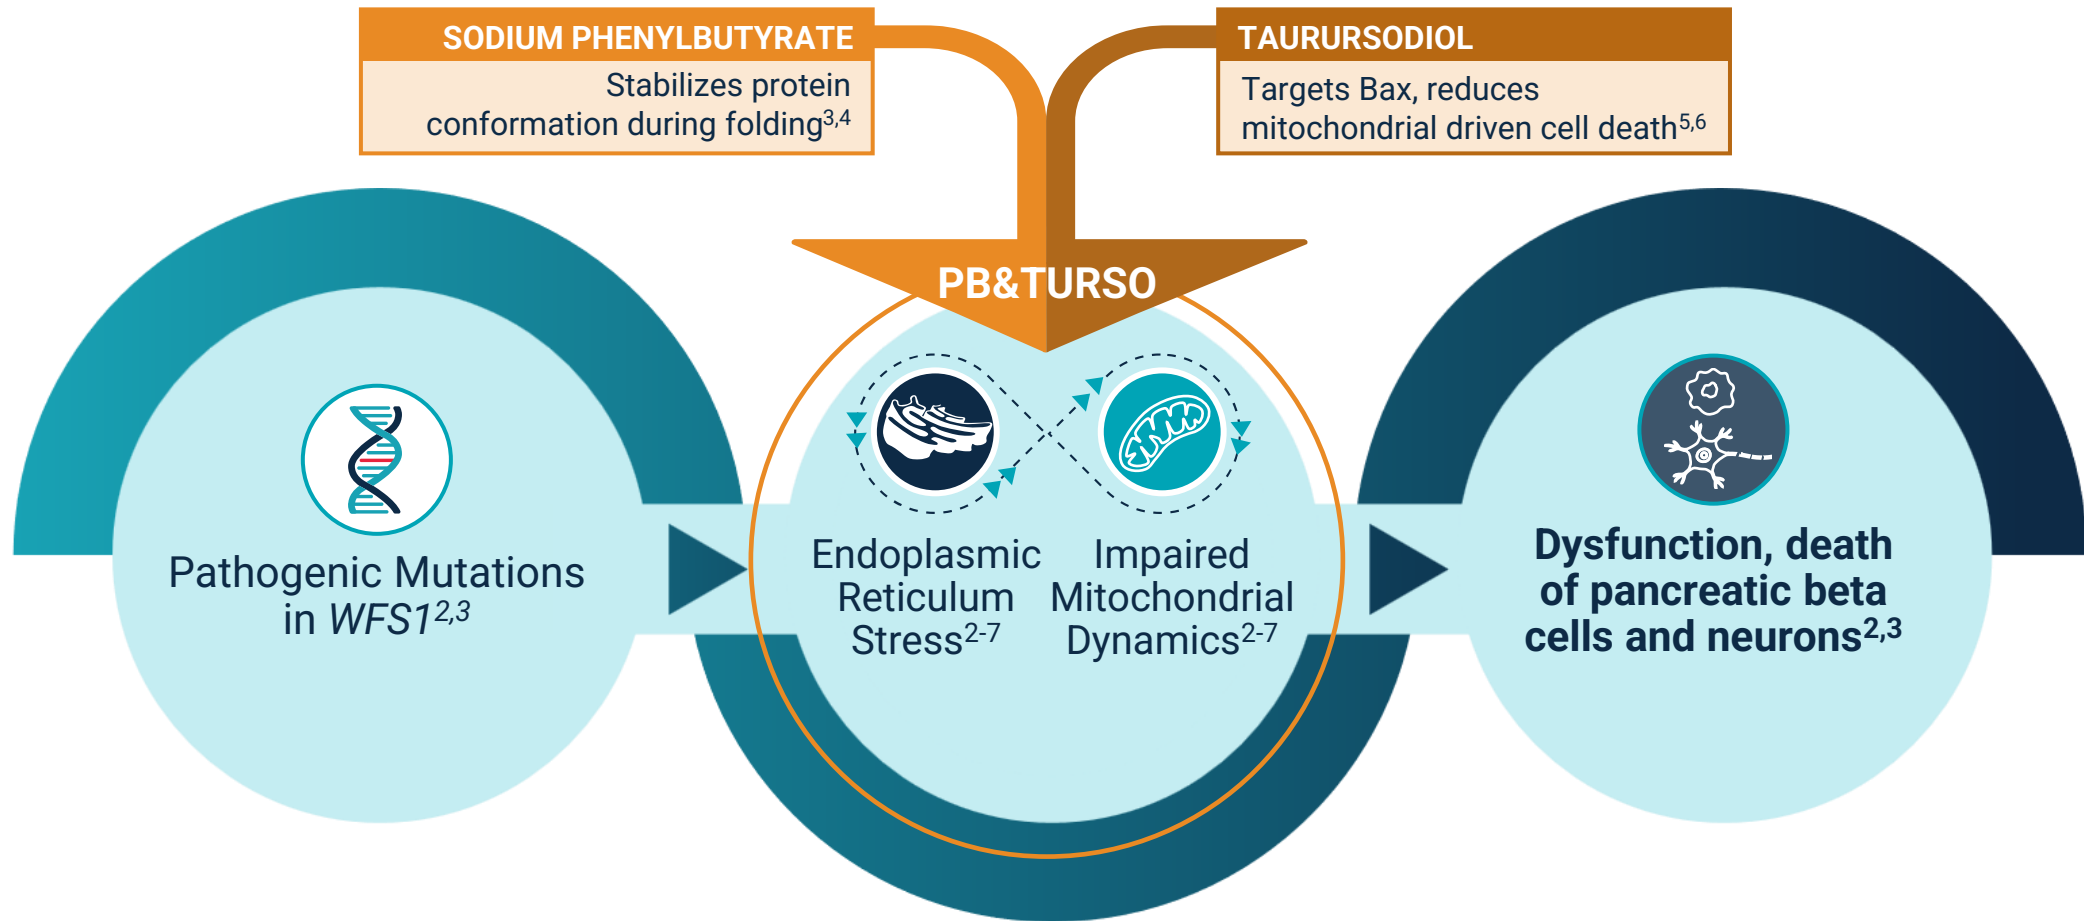 SODIUM PHENYLBUTYRATE
Stabilizes protein
conformation during folding3,4
TAURURSODIOL
Targets Bax, reduces
mitochondrial driven cell death5,6
PB&TURSO
Pathogenic Mutations
in WFS12,3
Endoplasmic
Reticulum
Stress2-7
Impaired
Mitochondrial
Dynamics2-7
Dysfunction, death
of pancreatic beta
cells and neurons2,3